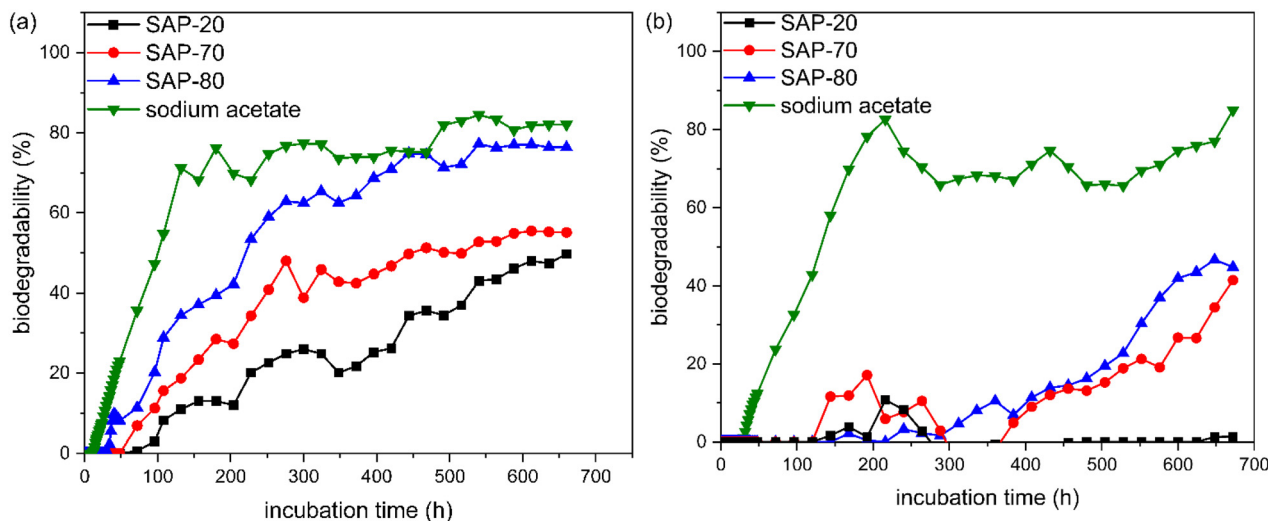 (a)
SAP-20
SAP-70
SAP-80
sodium acetate
100
80
60
40
20
0
biodegradability (%)
0 100 200 300 400 500 600 700
incubation time (h)
(b)
SAP-20
SAP-70
SAP-80
sodium acetate
100
80
60
40
20
0
biodegradability (%)
0 100 200 300 400 500 600 700
incubation time (h)